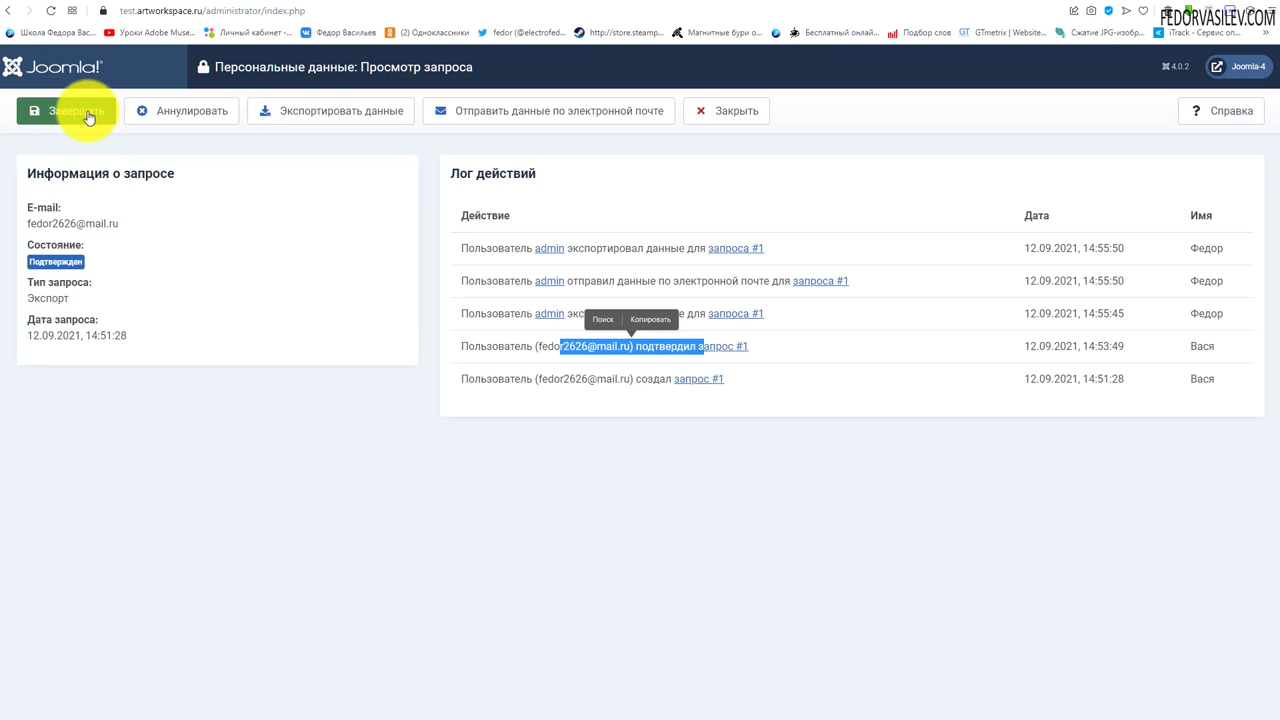 test.artworkspace.ru/administrator/index.php
FEDORVASILEV.COM
Школа Федора Вас...
Уроки Adobe Muse...
Личный кабинет -...
Федор Васильев
(2) Одноклассники
fedor (@electrofed...
http://store.steamp...
Магнитные бури о...
Бесплатный онлай...
Подбор слов
GT
GTmetrix | Website...
Сжатие JPG-изобр...
iTrack - Сервис оп...
Joomla!
Персональные данные: Просмотр запроса
4.0.2
Joomla-4
Завершить
Аннулировать
Экспортировать данные
Отправить данные по электронной почте
Закрыть
? Справка
Информация о запросе
E-mail:
fedor2626@mail.ru
Состояние:
Подтвержден
Тип запроса:
Экспорт
Дата запроса:
12.09.2021, 14:51:28
Лог действий
Действие Дата Имя
Пользователь admin экспортировал данные для запроса #1 12.09.2021, 14:55:50 Федор
Пользователь admin отправил данные по электронной почте для запроса #1 12.09.2021, 14:55:50 Федор
Пользователь admin экс е для запроса #1 12.09.2021, 14:55:45 Федор
Поиск Копировать
Пользователь (fedor2626@mail.ru) подтвердил запрос #1 12.09.2021, 14:53:49 Вася
Пользователь (fedor2626@mail.ru) создал запрос #1 12.09.2021, 14:51:28 Вася